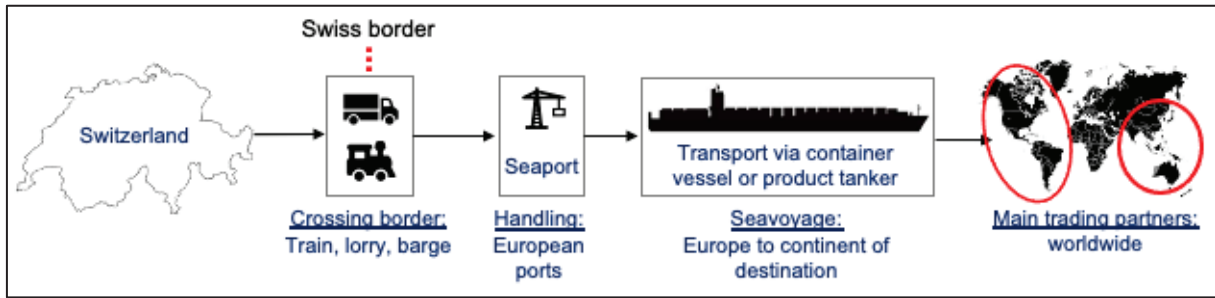 Swiss border
Switzerland
Seaport
Transport via container
vessel or product tanker
Crossing border:
Train, lorry, barge
Handling:
European
ports
Seavoyage:
Europe to continent of
destination
Main trading partners:
worldwide